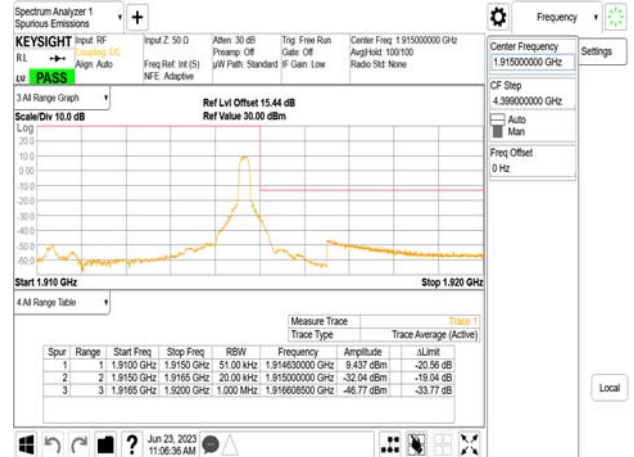 Spectrum Analyzer 1
Spurious Emissions
Frequency
KEYSIGHT
Input: RF
Coupling: DC
Align: Auto
Input Z: 50 Ω
Freq Ref: Int (S)
NFE: Adaptive
Atten: 30 dB
Preamp: Off
µW Path: Standard
Trig: Free Run
Gate: Off
IF Gain: Low
Center Freq: 1.915000000 GHz
Avg|Hold: 100/100
Radio Std: None
RL
PASS
Center Frequency
1.915000000 GHz
Settings
CF Step
4.399000000 GHz
Auto
Man
Freq Offset
0 Hz
3 All Range Graph
Scale/Div 10.0 dB
Ref Lvl Offset 15.44 dB
Ref Value 30.00 dBm
Log
20.0
10.0
0.00
-10.0
-20.0
-30.0
-40.0
-50.0
-60.0
Start 1.910 GHz
Stop 1.920 GHz
4 All Range Table
Measure Trace Trace 1
Trace Type Trace Average (Active)
Spur Range Start Freq Stop Freq RBW Frequency Amplitude ΔLimit
1 1 1.9100 GHz 1.9150 GHz 51.00 kHz 1.914630000 GHz 9.437 dBm -20.56 dB
2 2 1.9150 GHz 1.9165 GHz 20.00 kHz 1.915000000 GHz -32.04 dBm -19.04 dB
3 3 1.9165 GHz 1.9200 GHz 1.000 MHz 1.916608500 GHz -46.77 dBm -33.77 dB
Local
Jun 23, 2023
11:06:36 AM